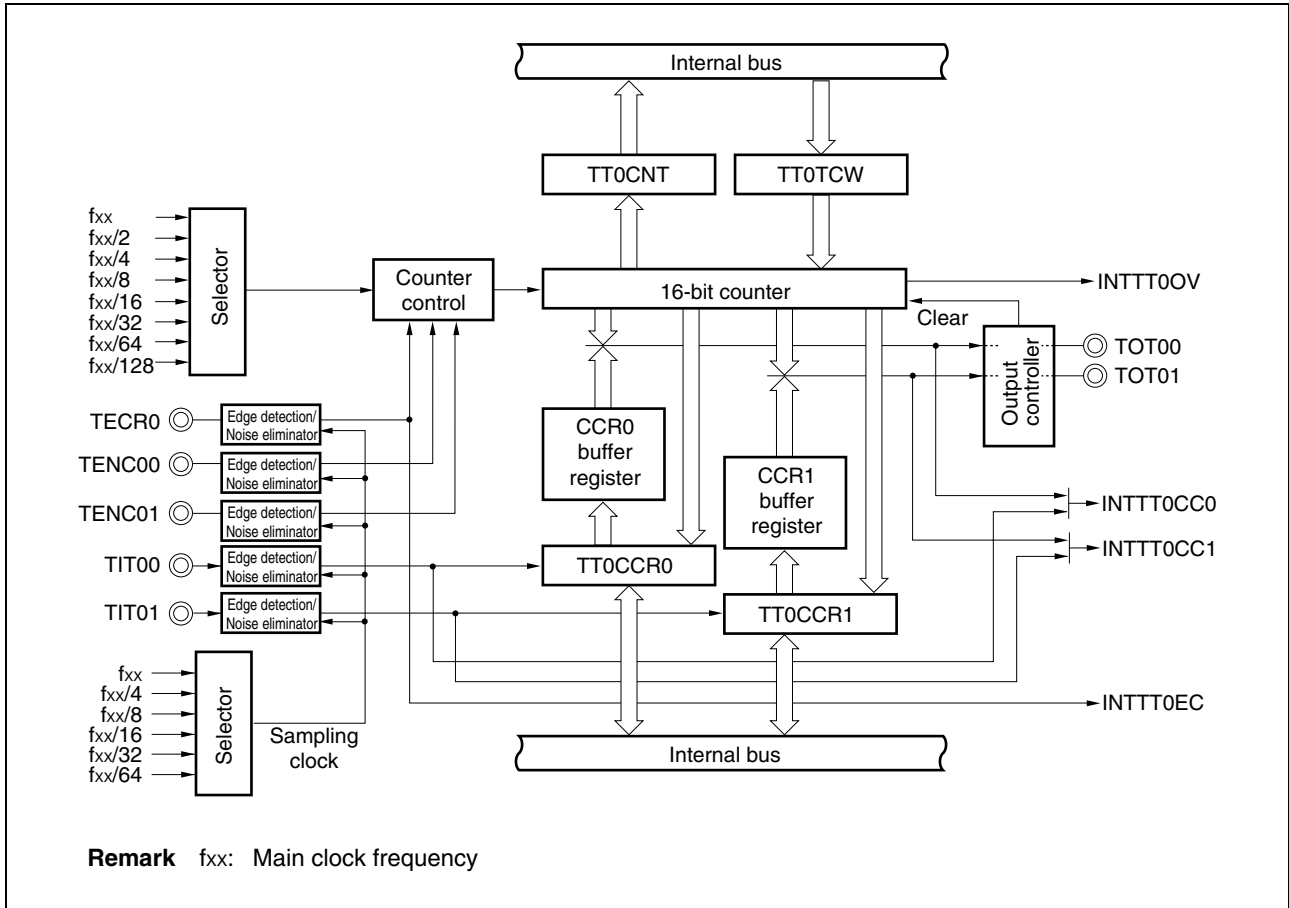 Internal bus
TT0CNT
TT0TCW
fxx
fxx/2
fxx/4
fxx/8
fxx/16
fxx/32
fxx/64
fxx/128
Selector
Counter
control
16-bit counter
INTTT0OV
Clear
Output
controller
TOT00
TOT01
TECR0
Edge detection/
Noise eliminator
TENC00
Edge detection/
Noise eliminator
TENC01
Edge detection/
Noise eliminator
TIT00
Edge detection/
Noise eliminator
TIT01
Edge detection/
Noise eliminator
CCR0
buffer
register
CCR1
buffer
register
TT0CCR0
TT0CCR1
INTTT0CC0
INTTT0CC1
INTTT0EC
fxx
fxx/4
fxx/8
fxx/16
fxx/32
fxx/64
Selector
Sampling
clock
Internal bus
Remark fxx: Main clock frequency